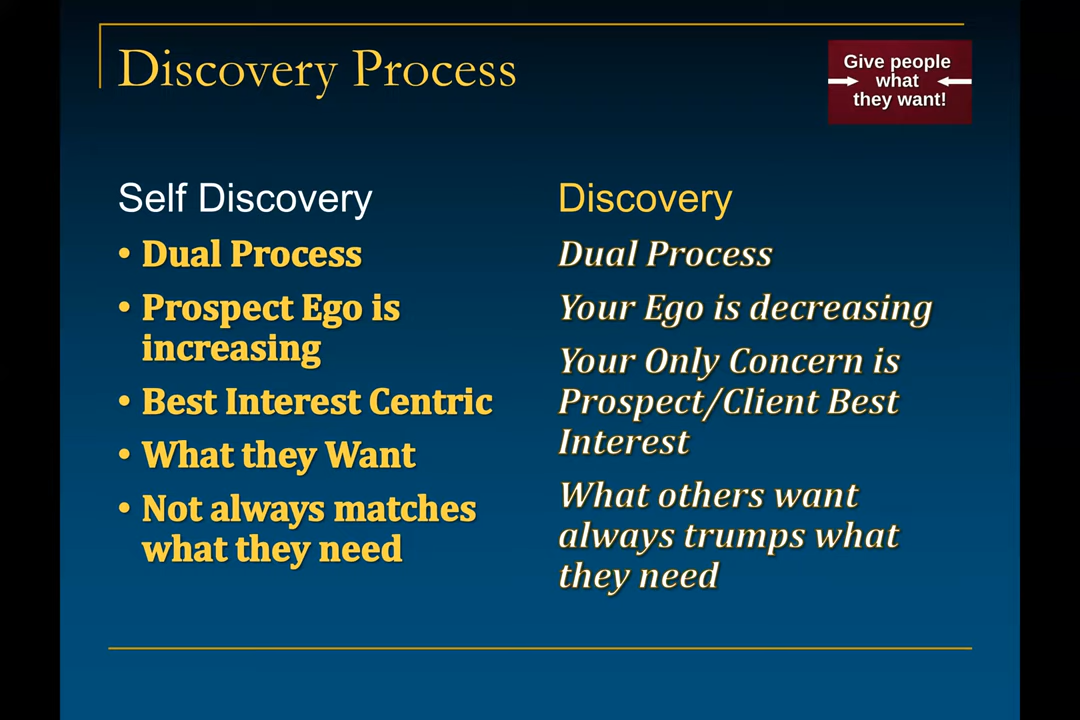 Discovery Process
Give people
what
they want!
Self Discovery
• Dual Process
• Prospect Ego is
increasing
• Best Interest Centric
• What they Want
• Not always matches
what they need
Discovery
Dual Process
Your Ego is decreasing
Your Only Concern is
Prospect/Client Best
Interest
What others want
always trumps what
they need